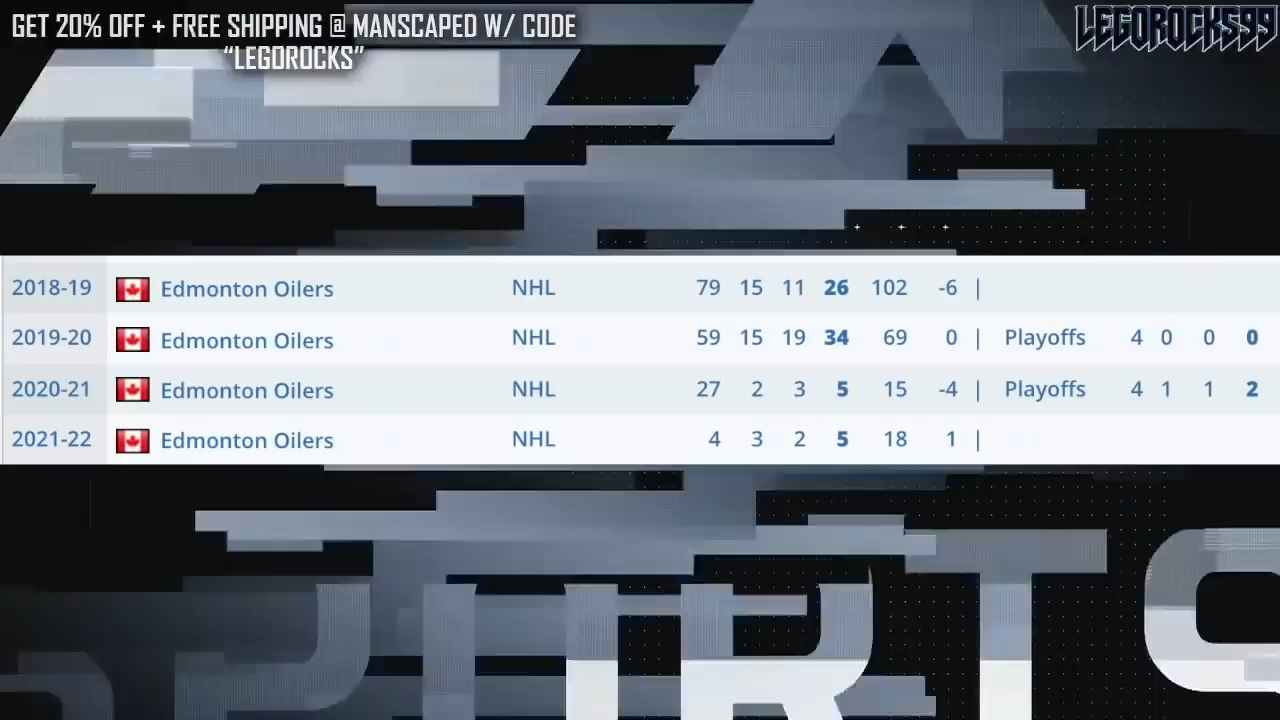 GET 20% OFF + FREE SHIPPING @ MANSCAPED W/ CODE
“LEGOROCKS”
LEGOROCKS99
2018-19 Edmonton Oilers NHL 79 15 11 26 102 -6 |
2019-20 Edmonton Oilers NHL 59 15 19 34 69 0 | Playoffs 4 0 0 0
2020-21 Edmonton Oilers NHL 27 2 3 5 15 -4 | Playoffs 4 1 1 2
2021-22 Edmonton Oilers NHL 4 3 2 5 18 1 |